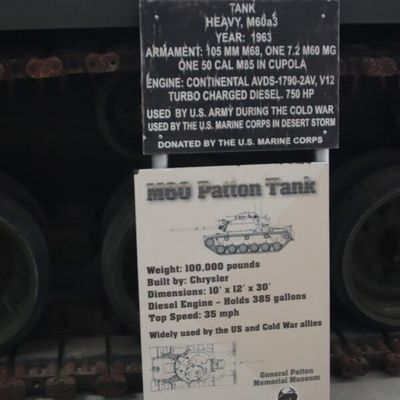 TANK
HEAVY, M60a3
YEAR: 1963
ARMAMENT: 105 MM M68, ONE 7.2 M60 MG
ONE 50 CAL M85 IN CUPOLA
ENGINE: CONTINENTAL AVDS-1790-2AV, V12
TURBO CHARGED DIESEL. 750 HP
USED BY U.S. ARMY DURING THE COLD WAR
USED BY THE U.S. MARINE CORPS IN DESERT STORM
DONATED BY THE U.S. MARINE CORPS
M60 Patton Tank
Weight: 100,000 pounds
Built by: Chrysler
Dimensions: 10' x 12' x 30'
Diesel Engine - Holds 385 gallons
Top Speed: 35 mph
Widely used by the US and Cold War allies
General Patton
Memorial Museum